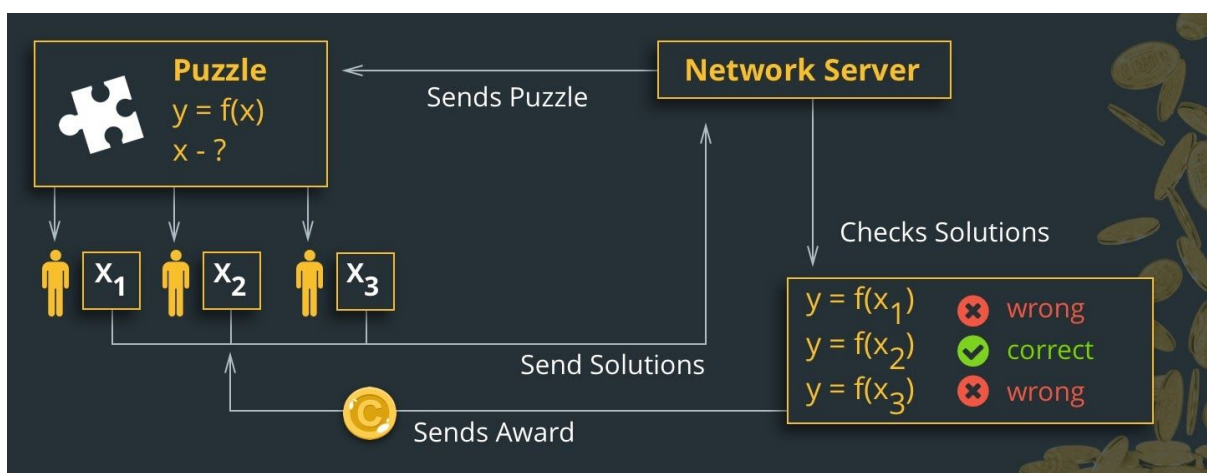 Puzzle
y = f(x)
x - ?
Network Server
Sends Puzzle
X1
X2
X3
Send Solutions
Checks Solutions
y = f(x1) wrong
y = f(x2) correct
y = f(x3) wrong
C
Sends Award